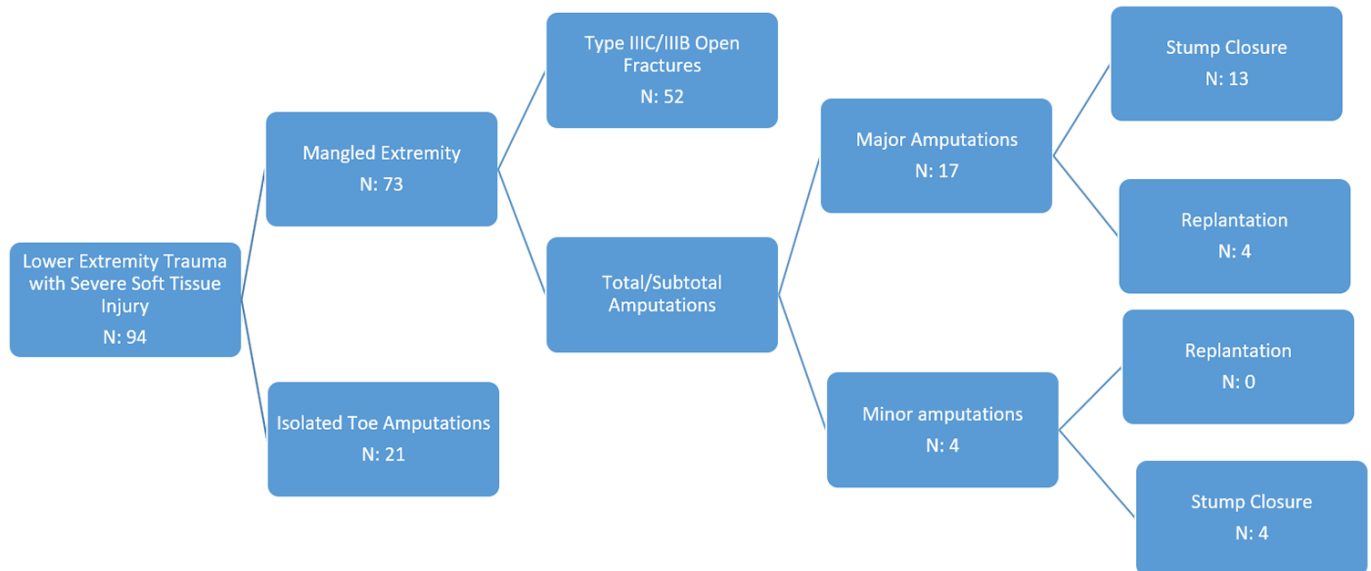 Lower Extremity Trauma
with Severe Soft Tissue
Injury
N: 94
Mangled Extremity
N: 73
Isolated Toe Amputations
N: 21
Type IIIC/IIIB Open
Fractures
N: 52
Total/Subtotal
Amputations
Major Amputations
N: 17
Minor amputations
N: 4
Stump Closure
N: 13
Replantation
N: 4
Replantation
N: 0
Stump Closure
N: 4